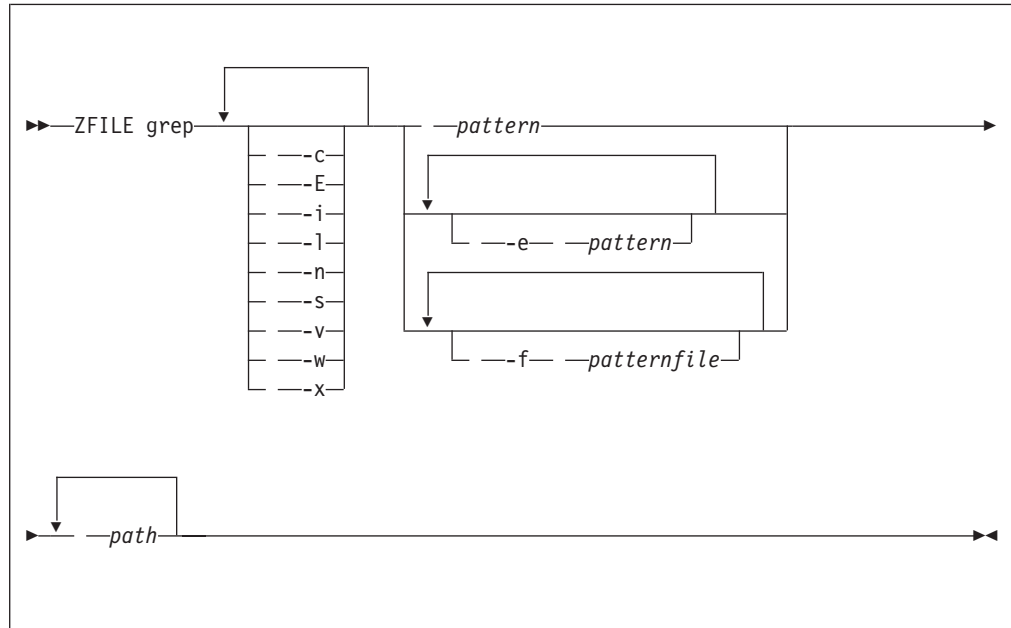 ZFILE grep pattern
-c
-E
-i
-l
-e pattern
-n
-s
-v
-f patternfile
-w
-x
path